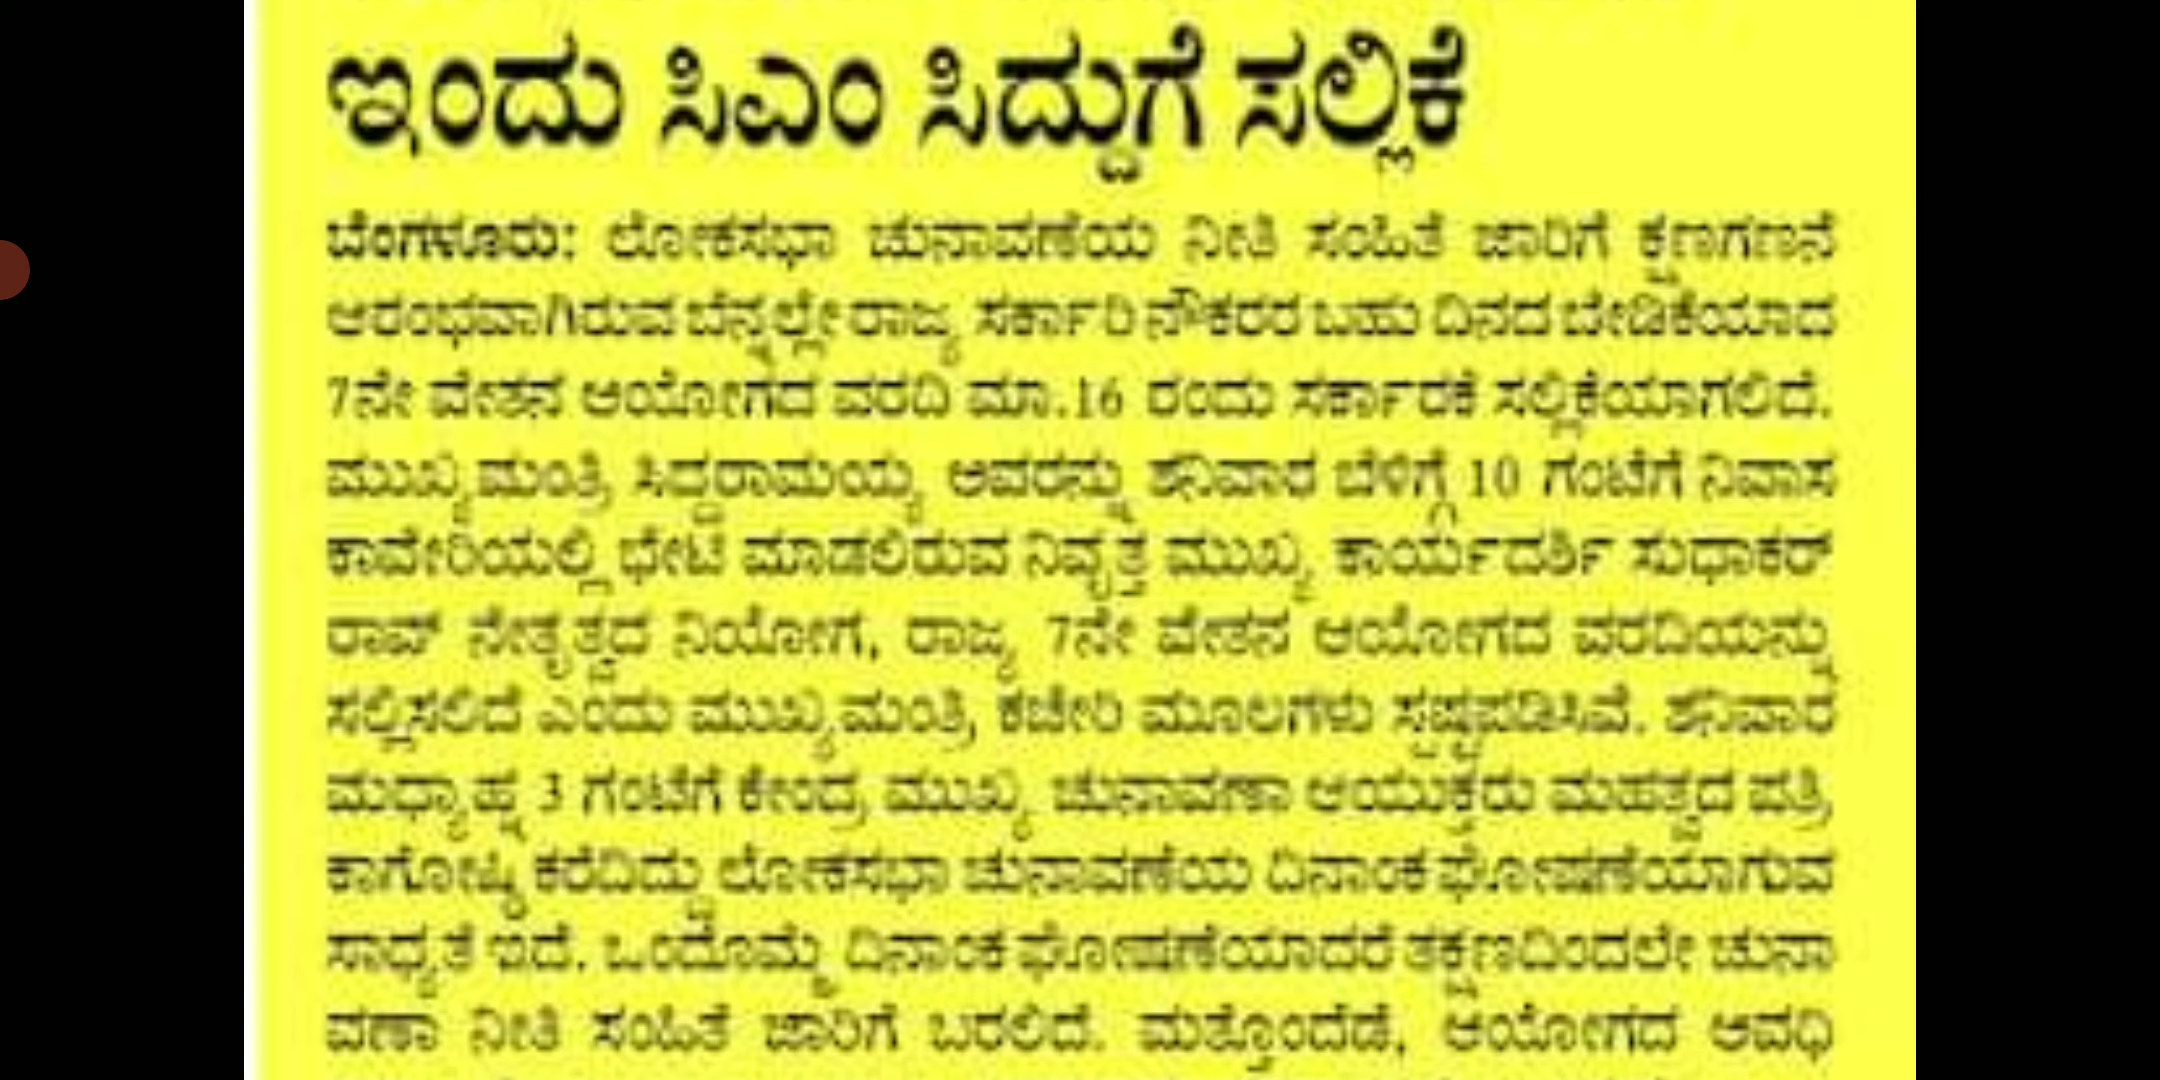 ಇಂದು ಸಿಎಂ ಸಿದ್ದುಗೆ ಸಲ್ಲಿಕೆ
ಬೆಂಗಳೂರು: ಲೋಕಸಭಾ ಚುನಾವಣೆಯ ನೀತಿ ಸಂಹಿತೆ ಜಾರಿಗೆ ಕ್ಷಣಗಣನೆ
ಆರಂಭವಾಗಿರುವ ಬೆನ್ನಲ್ಲೇ ರಾಜ್ಯ ಸರ್ಕಾರಿ ನೌಕರರ ಬಹು ದಿನದ ಬೇಡಿಕೆಯಾದ
7ನೇ ವೇತನ ಆಯೋಗದ ವರದಿ ಮಾ.16 ರಂದು ಸರ್ಕಾರಕೆ ಸಲ್ಲಿಕೆಯಾಗಲಿದೆ.
ಮುಖ್ಯಮಂತ್ರಿ ಸಿದ್ದರಾಮಯ್ಯ ಅವರನ್ನು ಶನಿವಾರ ಬೆಳಿಗ್ಗೆ 10 ಗಂಟೆಗೆ ನಿವಾಸ
ಕಾವೇರಿಯಲ್ಲಿ ಭೇಟಿ ಮಾಡಲಿರುವ ನಿವೃತ್ತ ಮುಖ್ಯ ಕಾರ್ಯದರ್ಶಿ ಸುಧಾಕರ್
ರಾವ್ ನೇತೃತ್ವದ ನಿಯೋಗ, ರಾಜ್ಯ 7ನೇ ವೇತನ ಆಯೋಗದ ವರದಿಯನ್ನು
ಸಲ್ಲಿಸಲಿದೆ ಎಂದು ಮುಖ್ಯಮಂತ್ರಿ ಕಚೇರಿ ಮೂಲಗಳು ಸ್ಪಷ್ಟಪಡಿಸಿವೆ. ಶನಿವಾರ
ಮಧ್ಯಾಹ್ನ 3 ಗಂಟೆಗೆ ಕೇಂದ್ರ ಮುಖ್ಯ ಚುನಾವಣಾ ಆಯುಕ್ತರು ಮಹತ್ವದ ಪತ್ರಿ
ಕಾಗೋಷ್ಠಿ ಕರೆದಿದ್ದು ಲೋಕಸಭಾ ಚುನಾವಣೆಯ ದಿನಾಂಕ ಘೋಷಣೆಯಾಗುವ
ಸಾಧ್ಯತೆ ಇದೆ. ಒಂದೊಮ್ಮೆ ದಿನಾಂಕ ಘೋಷಣೆಯಾದರೆ ತಕ್ಷಣದಿಂದಲೇ ಚುನಾ
ವಣಾ ನೀತಿ ಸಂಹಿತೆ ಜಾರಿಗೆ ಬರಲಿದೆ. ಮತ್ತೊಂದೆಡೆ, ಆಯೋಗದ ಅವಧಿ